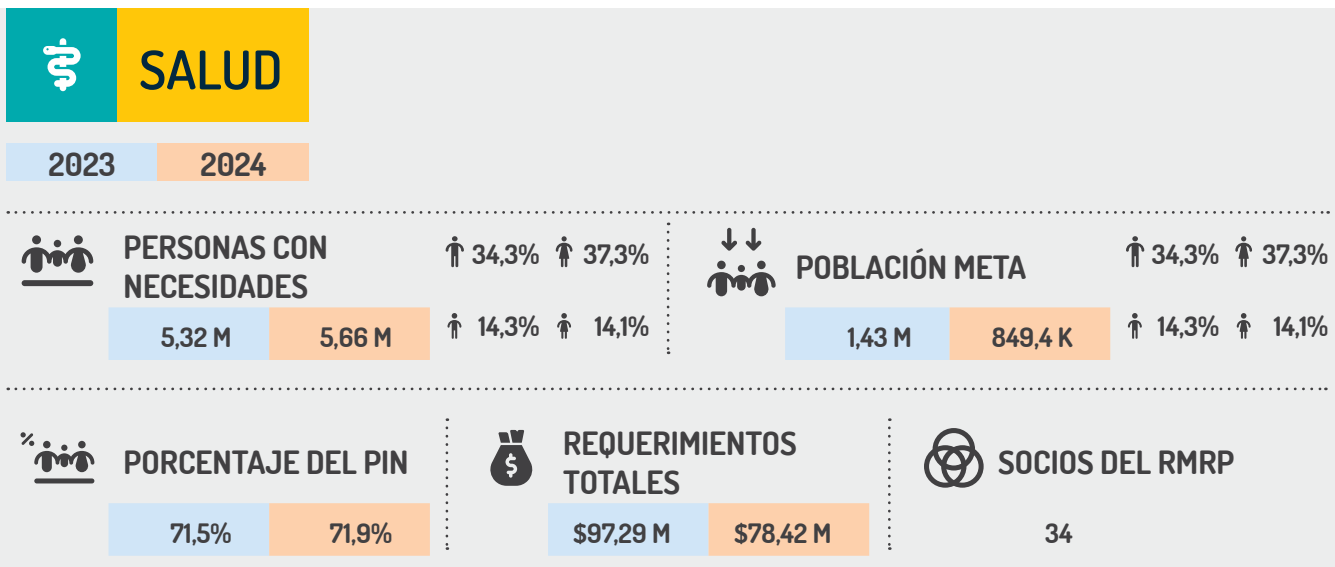 SALUD
2023 2024
PERSONAS CON
NECESIDADES
5,32 M 5,66 M
34,3% 37,3%
14,3% 14,1%
POBLACIÓN META
1,43 M 849,4 K
34,3% 37,3%
14,3% 14,1%
%
PORCENTAJE DEL PIN
71,5% 71,9%
$
REQUERIMIENTOS
TOTALES
$97,29 M $78,42 M
SOCIOS DEL RMRP
34